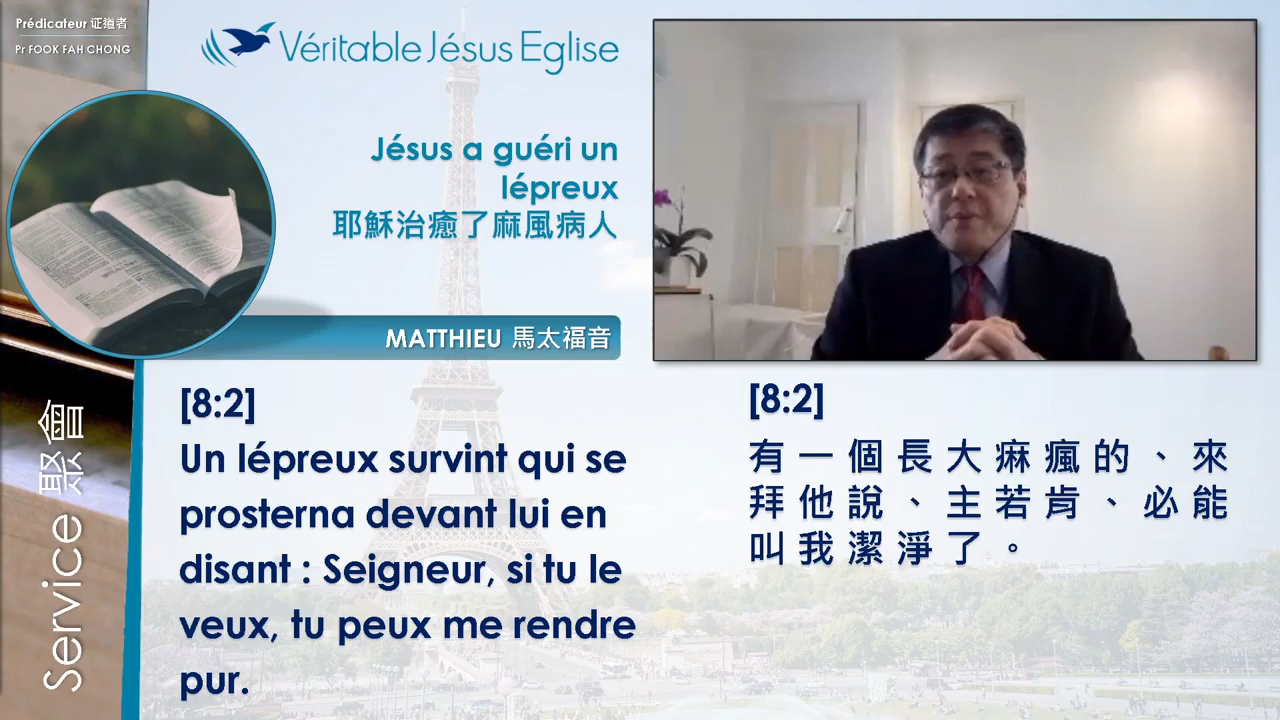 Prédicateur 证道者
Pr FOOK FAH CHONG
Véritable Jésus Eglise
Jésus a guéri un
lépreux
耶穌治癒了麻風病人
MATTHIEU 馬太福音
Service 聚會
[8:2]
Un lépreux survint qui se
prosterna devant lui en
disant : Seigneur, si tu le
veux, tu peux me rendre
pur.
[8:2]
有一個長大痳瘋的、來
拜他說、主若肯、必能
叫我潔淨了。